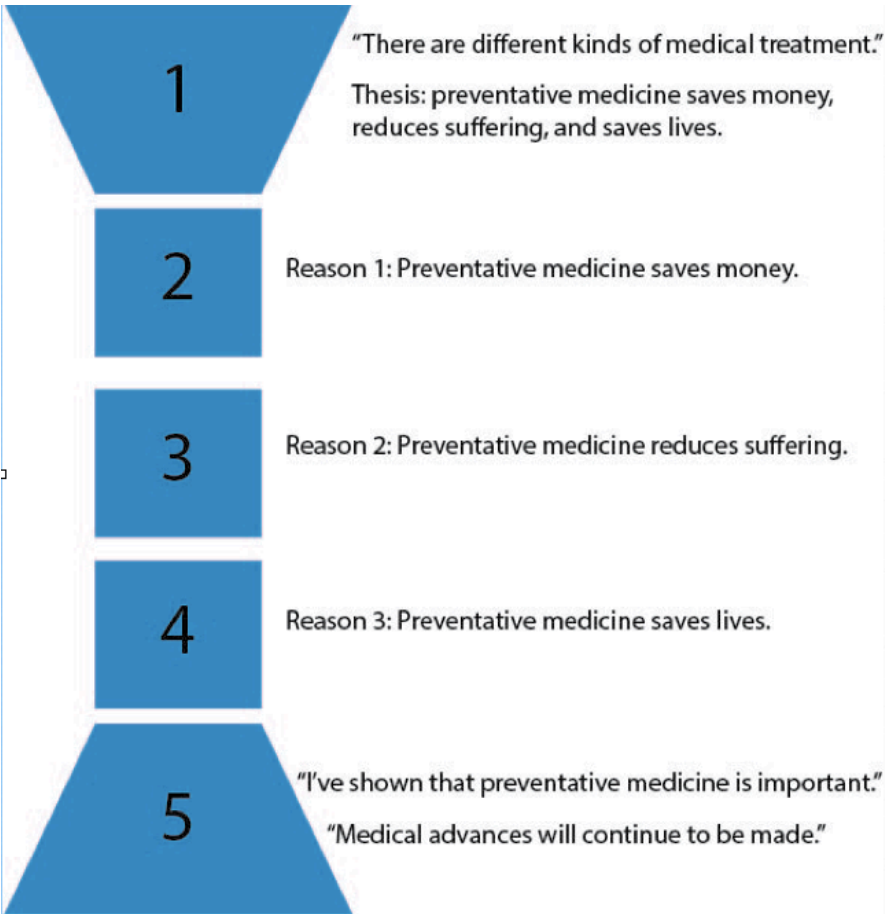 1
“There are different kinds of medical treatment.”
Thesis: preventative medicine saves money,
reduces suffering, and saves lives.
2
Reason 1: Preventative medicine saves money.
3
Reason 2: Preventative medicine reduces suffering.
4
Reason 3: Preventative medicine saves lives.
5
“I’ve shown that preventative medicine is important.”
“Medical advances will continue to be made.”